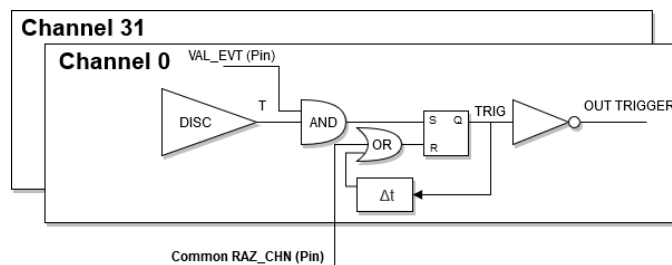 Channel 31
Channel 0
VAL_EVT (Pin)
DISC
T
AND
OR
S Q
R
TRIG
OUT TRIGGER
Δt
Common RAZ_CHN (Pin)